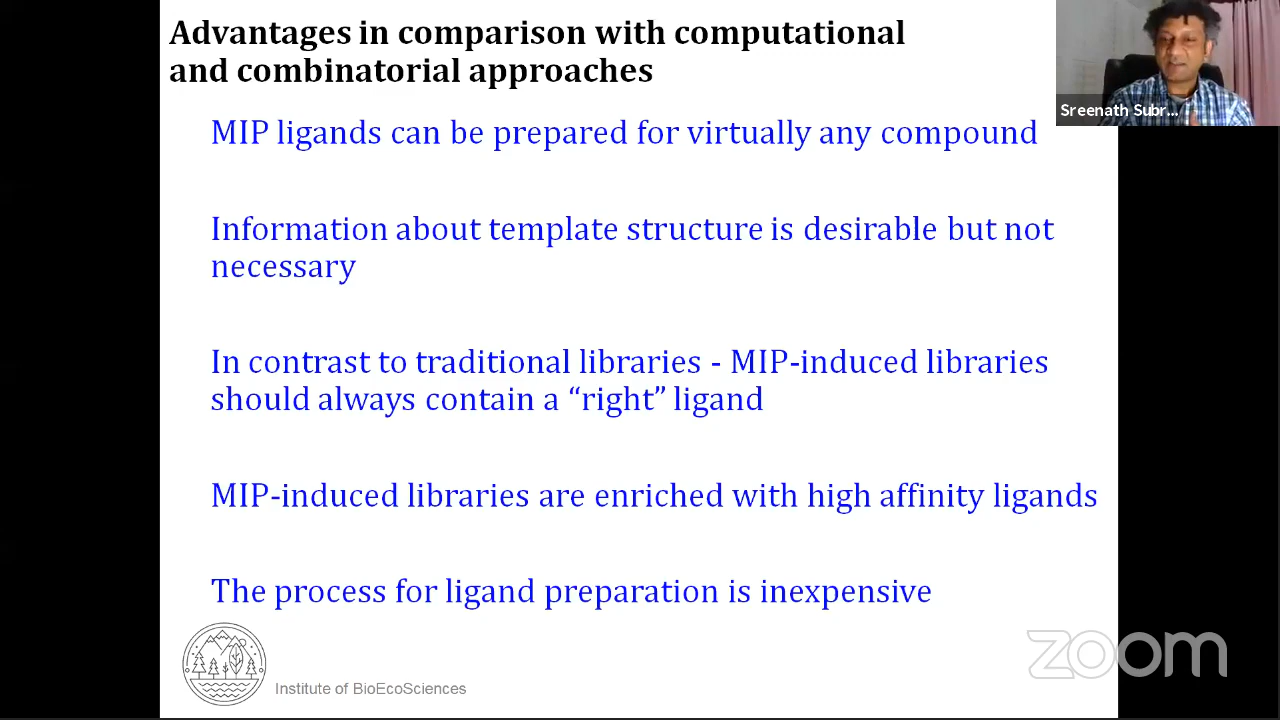 Advantages in comparison with computational
and combinatorial approaches
Sreenath Subr...
MIP ligands can be prepared for virtually any compound
Information about template structure is desirable but not
necessary
In contrast to traditional libraries - MIP-induced libraries
should always contain a “right” ligand
MIP-induced libraries are enriched with high affinity ligands
The process for ligand preparation is inexpensive
Institute of BioEcoSciences
zoom